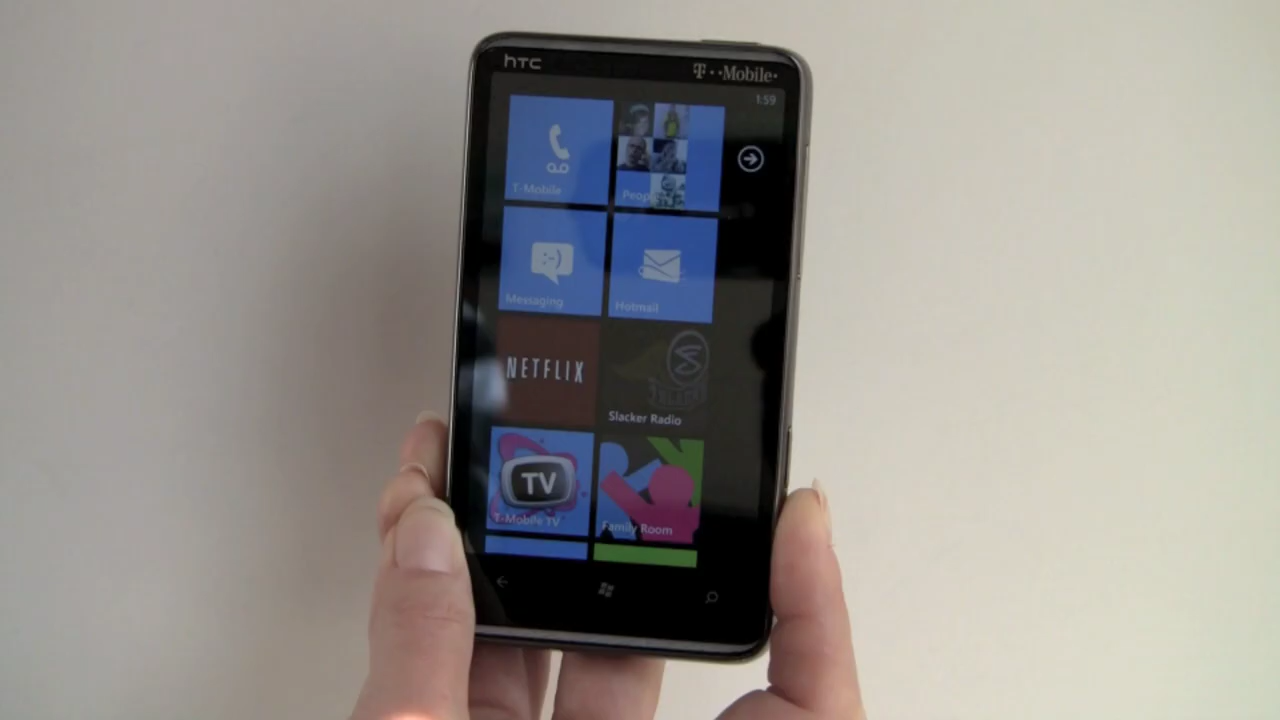 hTC
T··Mobile·
1:59
T-Mobile
People
:-)
Messaging
Hotmail
NETFLIX
Slacker Radio
TV
T-Mobile TV
Family Room